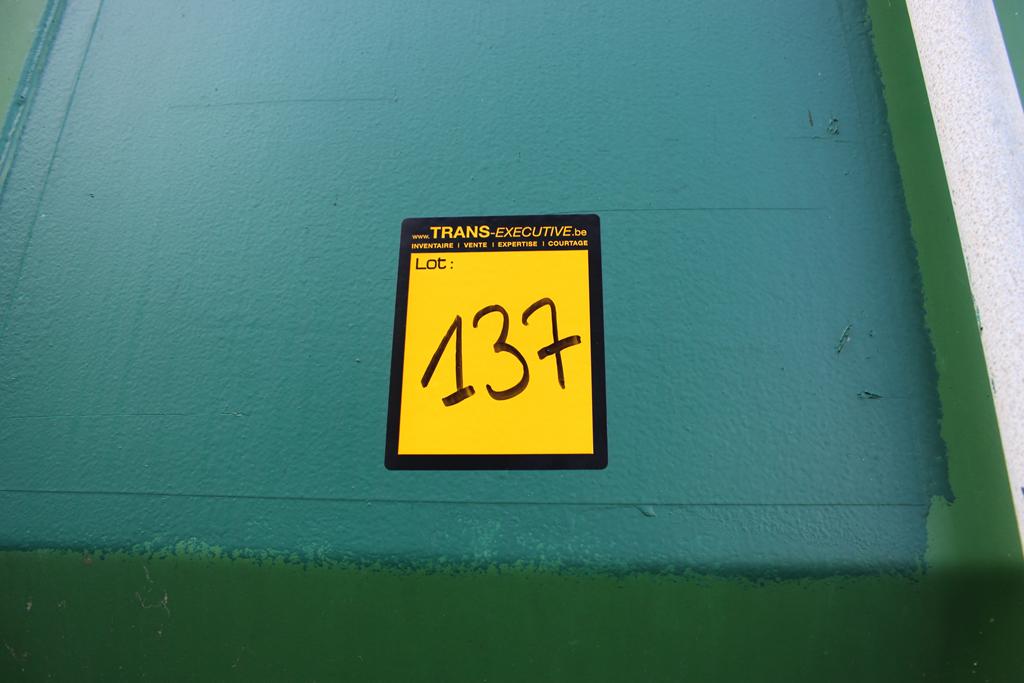 www.TRANS-EXECUTIVE.be
INVENTAIRE | VENTE | EXPERTISE | COURTAGE
Lot:
137